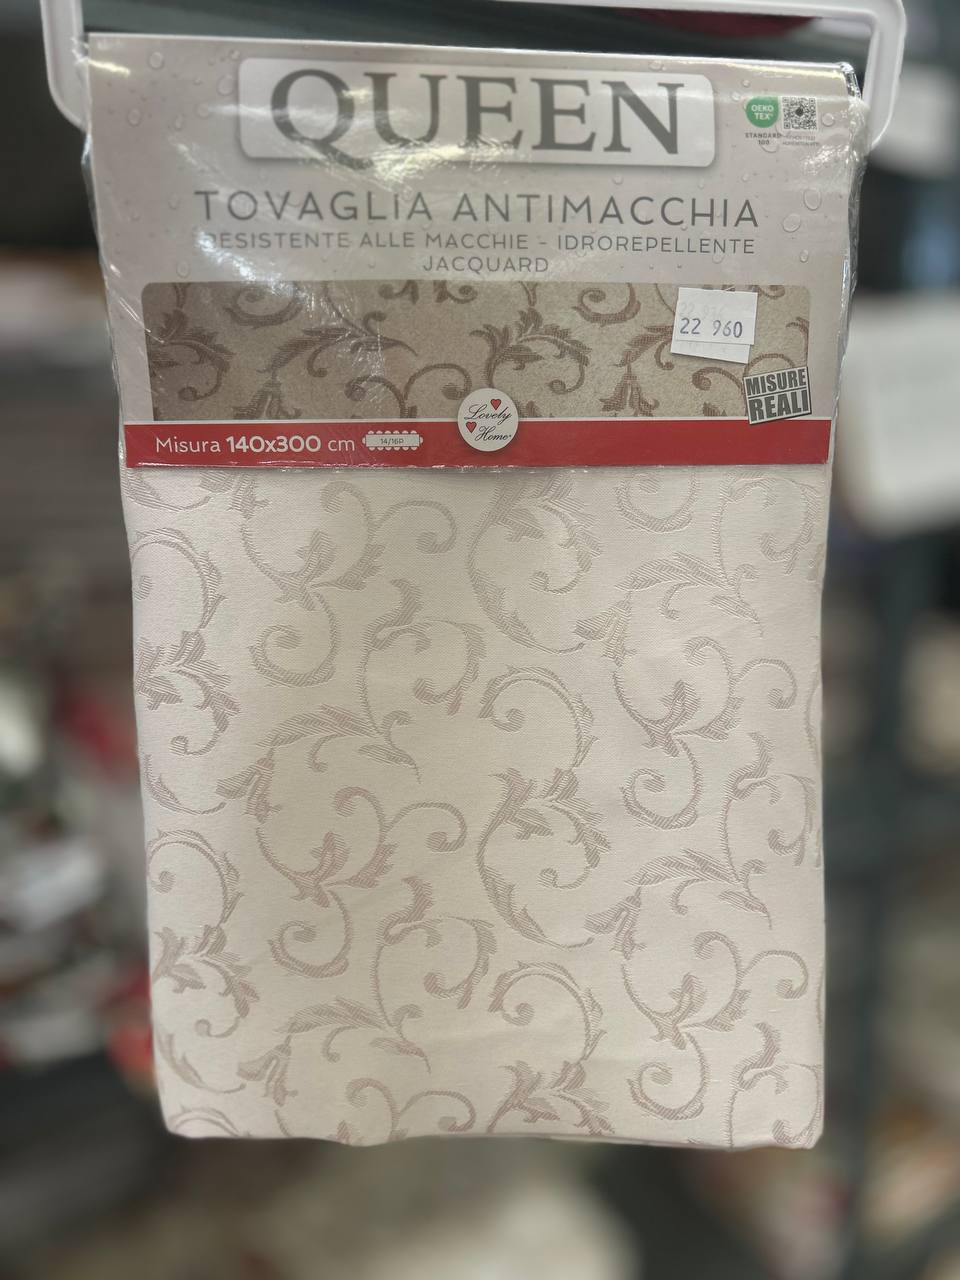 QUEEN
OEKO
TEX®
STANDARD
100
TOVAGLIA ANTIMACCHIA
RESISTENTE ALLE MACCHIE - IDROREPELLENTE
JACQUARD
22 960
MISURE
REALI
Lovely
Home
Misura 140x300 cm
14/16P